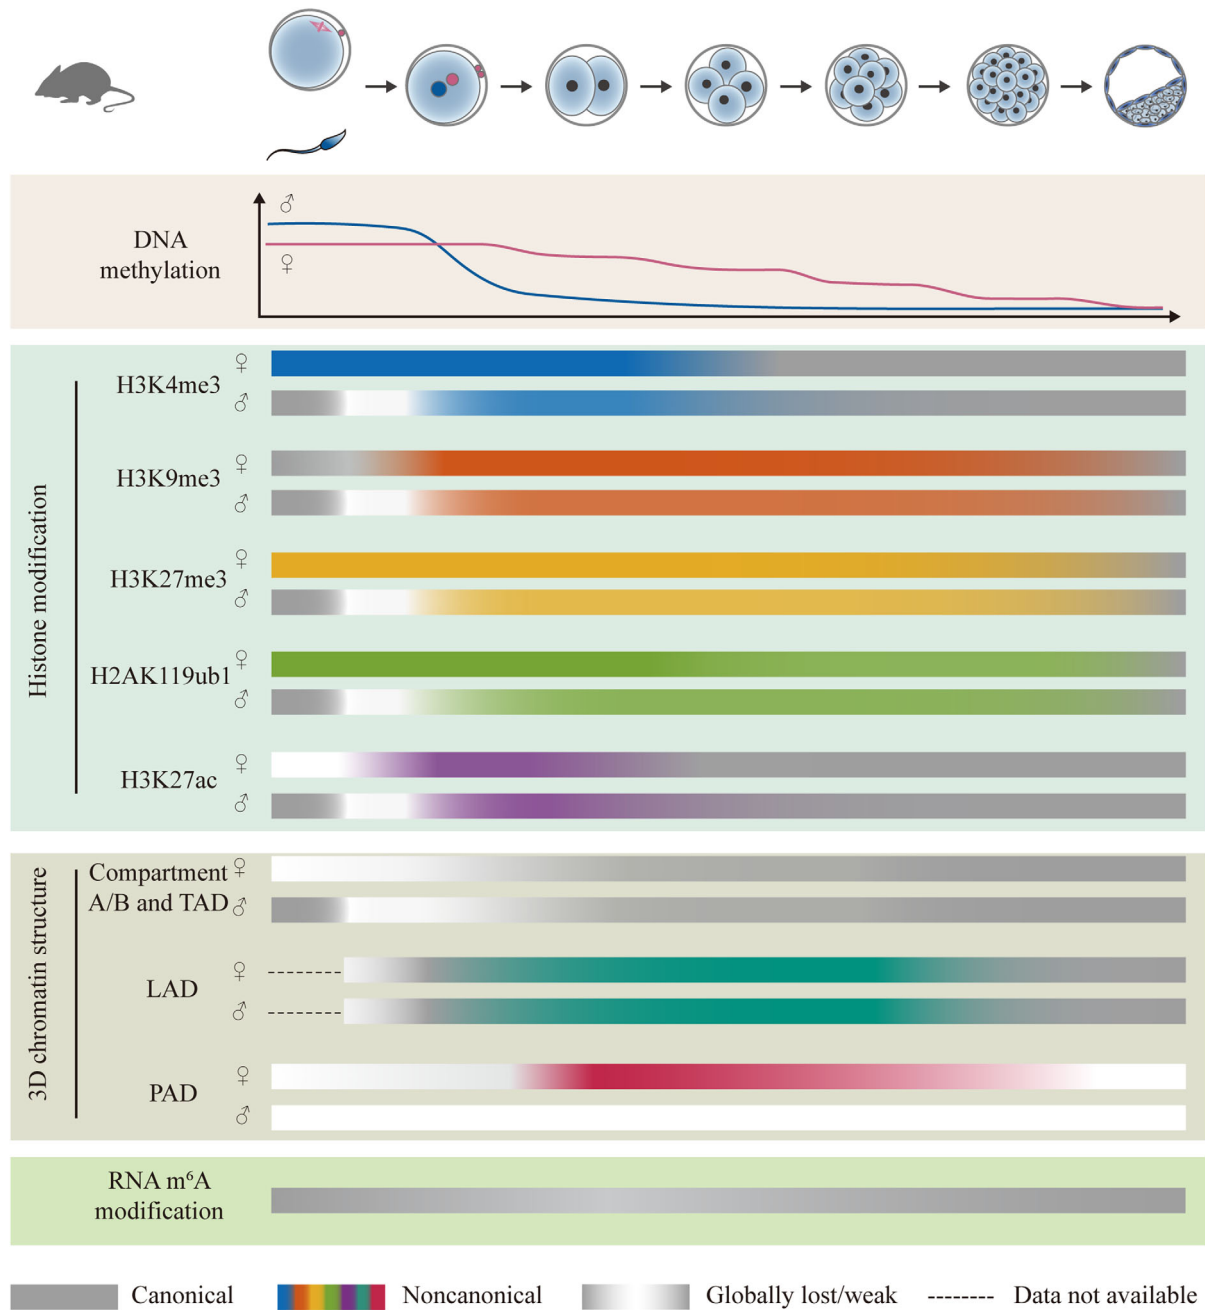 DNA
methylation
♂
♀
Histone modification
H3K4me3
♀
♂
H3K9me3
♀
♂
H3K27me3
♀
♂
H2AK119ub1
♀
♂
H3K27ac
♀
♂
3D chromatin structure
Compartment
A/B and TAD
♀
♂
LAD
♀
♂
PAD
♀
♂
RNA m⁶A
modification
Canonical
Noncanonical
Globally lost/weak
Data not available